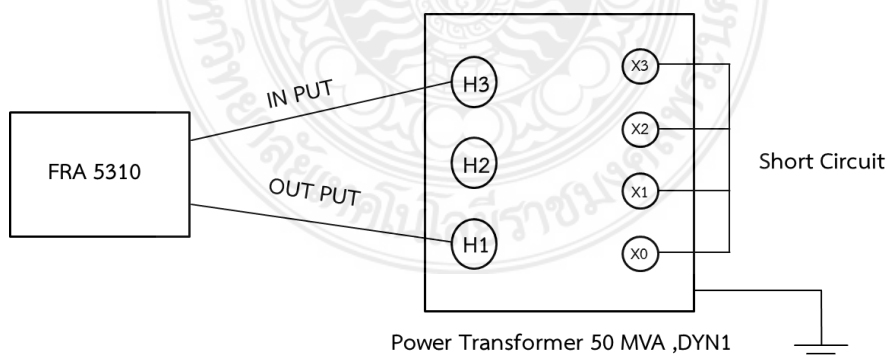 IN PUT
H3
X3
X2
FRA 5310
H2
Short Circuit
OUT PUT
X1
H1
X0
Power Transformer 50 MVA ,DYN1